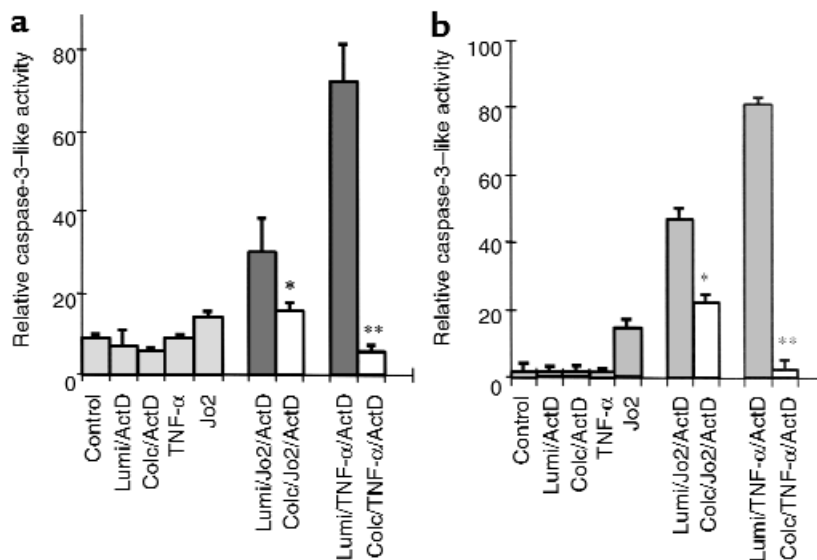 a
Relative caspase-3–like activity
80
60
40
20
0
Control
Lumi/ActD
Colc/ActD
TNF-α
Jo2
Lumi/Jo2/ActD
Colc/Jo2/ActD
Lumi/TNF-α/ActD
Colc/TNF-α/ActD
*
**
b
Relative caspase-3–like activity
100
80
60
40
20
0
Control
Lumi/ActD
Colc/ActD
TNF-α
Jo2
Lumi/Jo2/ActD
Colc/Jo2/ActD
Lumi/TNF-α/ActD
Colc/TNF-α/ActD
*
**